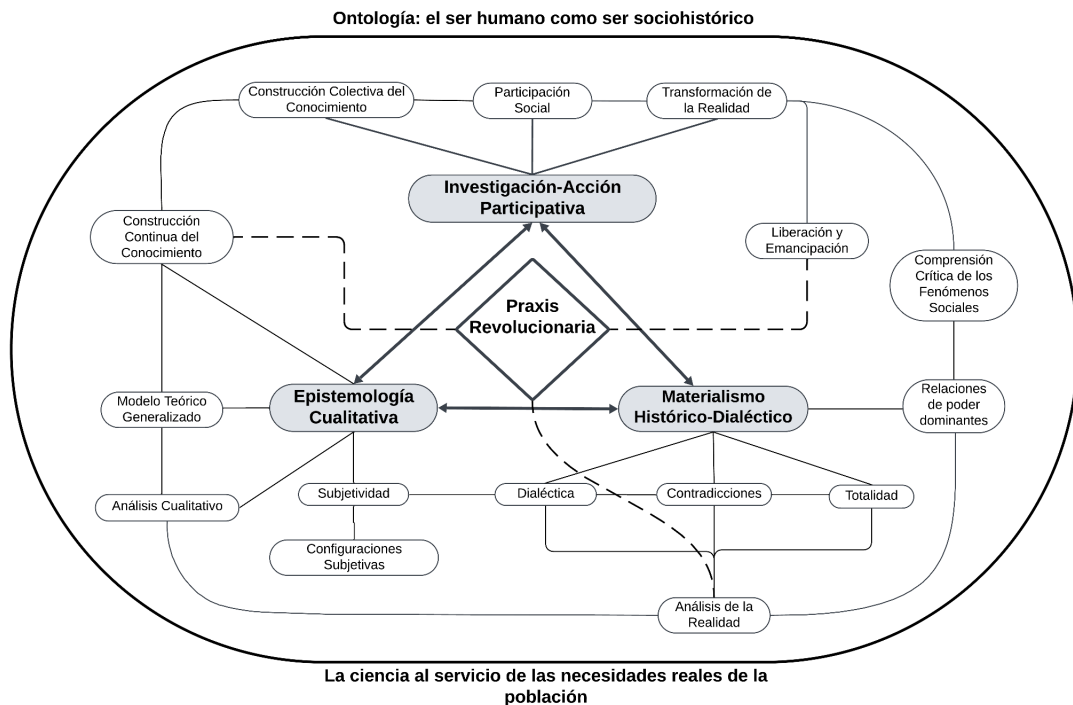 Ontología: el ser humano como ser sociohistórico
Construcción Colectiva del
Conocimiento
Participación
Social
Transformación de
la Realidad
Investigación-Acción
Participativa
Construcción
Continua del
Conocimiento
Liberación y
Emancipación
Comprensión
Crítica de los
Fenómenos
Sociales
Praxis
Revolucionaria
Modelo Teórico
Generalizado
Epistemología
Cualitativa
Materialismo
Histórico-Dialéctico
Relaciones
de poder
dominantes
Análisis Cualitativo
Subjetividad
Dialéctica
Contradicciones
Totalidad
Configuraciones
Subjetivas
Análisis de la
Realidad
La ciencia al servicio de las necesidades reales de la
población